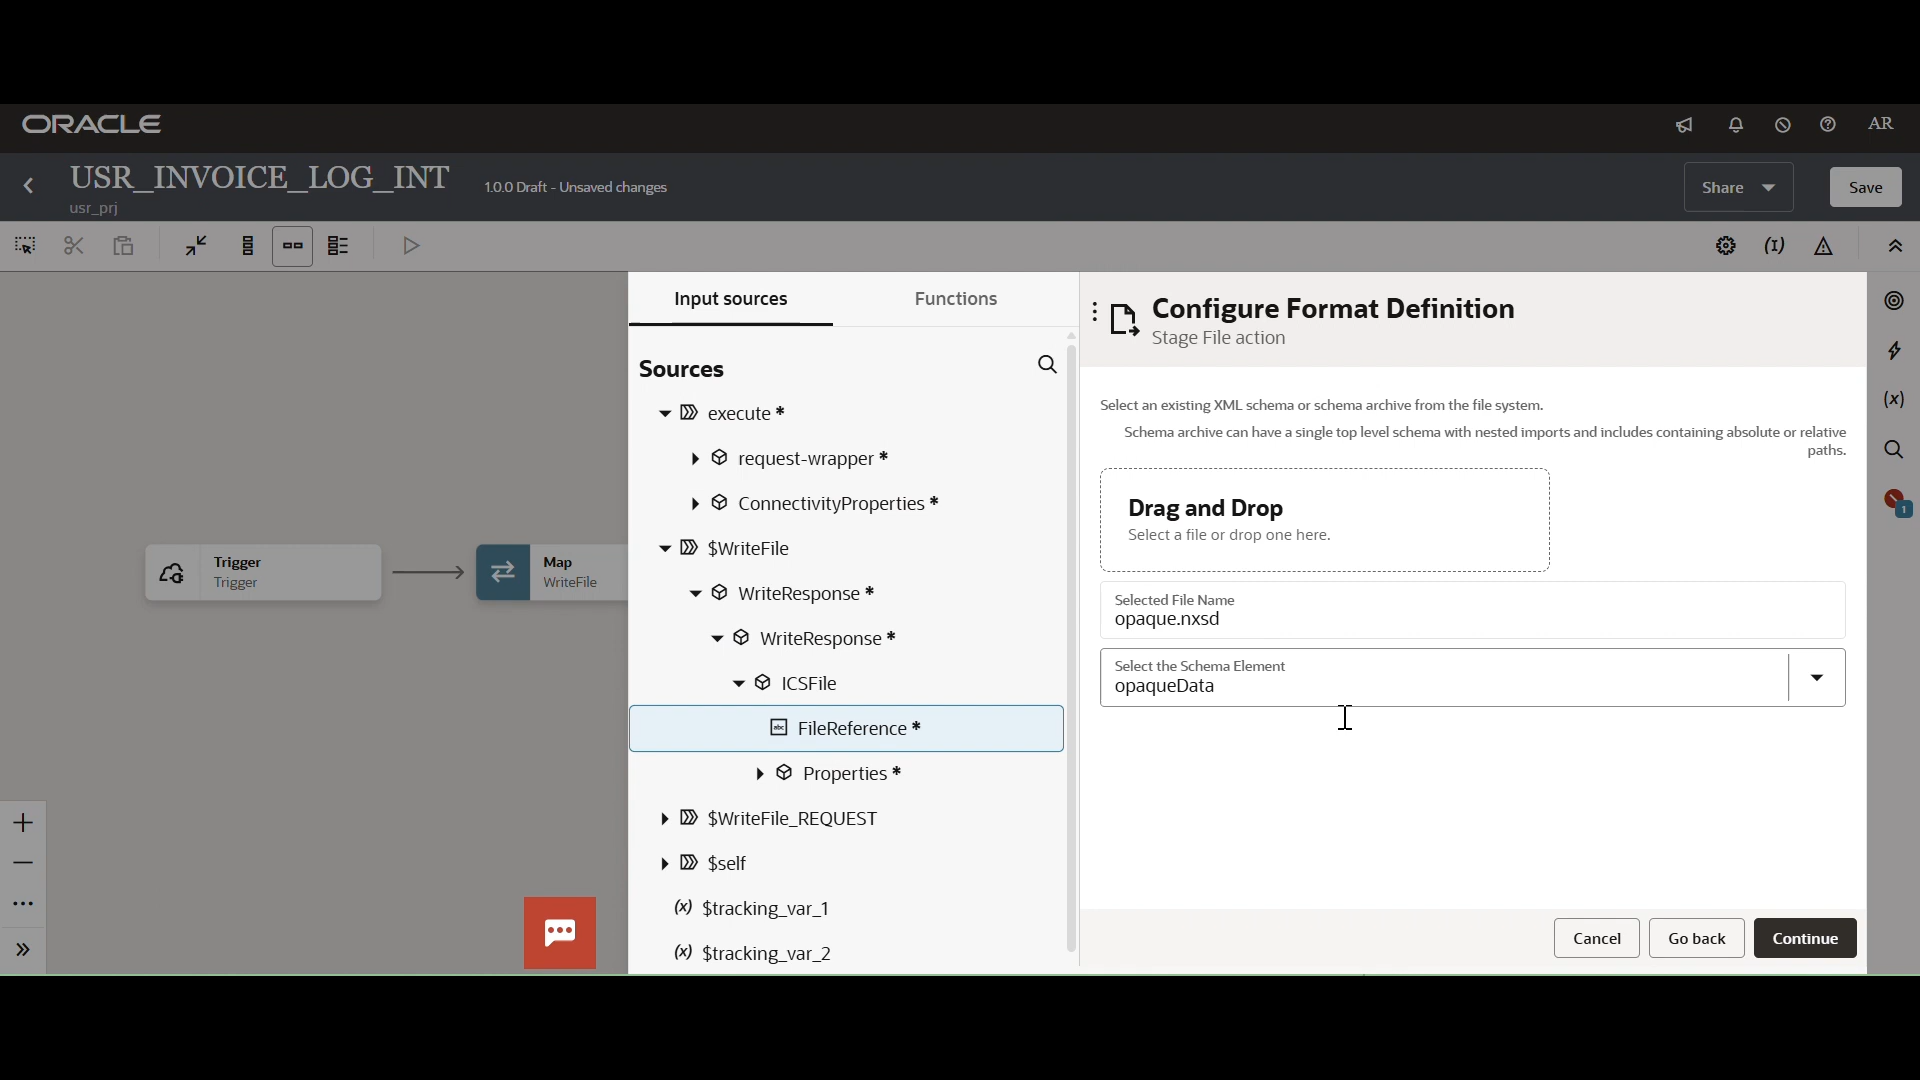 ORACLE
AR
USR_INVOICE_LOG_INT
1.0.0 Draft - Unsaved changes
usr_prj
Share
Save
Input sources
Functions
Configure Format Definition
Stage File action
Sources
execute *
request-wrapper *
ConnectivityProperties *
$WriteFile
WriteResponse *
WriteResponse *
ICSFile
FileReference *
Properties *
$WriteFile_REQUEST
$self
(x) $tracking_var_1
(x) $tracking_var_2
Select an existing XML schema or schema archive from the file system.
Schema archive can have a single top level schema with nested imports and includes containing absolute or relative
paths.
Drag and Drop
Select a file or drop one here.
Selected File Name
opaque.nxsd
Select the Schema Element
opaqueData
Trigger
Trigger
Map
WriteFile
(x)
1
Cancel
Go back
Continue